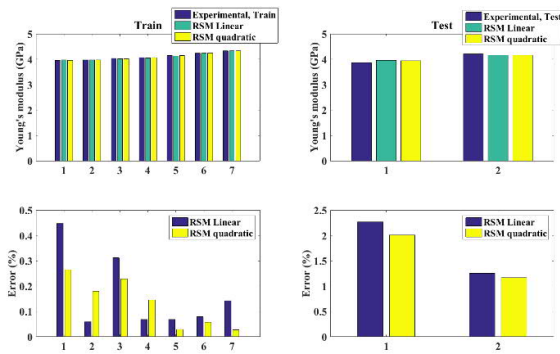 Train
Experimental, Train
RSM Linear
RSM quadratic
Young's modulus (GPa)
5
4
3
2
1
0
1 2 3 4 5 6 7
Test
Experimental, Test
RSM Linear
RSM quadratic
Young's modulus (GPa)
5
4
3
2
1
0
1 2
RSM Linear
RSM quadratic
Error (%)
0.5
0.4
0.3
0.2
0.1
0
1 2 3 4 5 6 7
RSM Linear
RSM quadratic
Error (%)
2.5
2
1.5
1
0.5
0
1 2